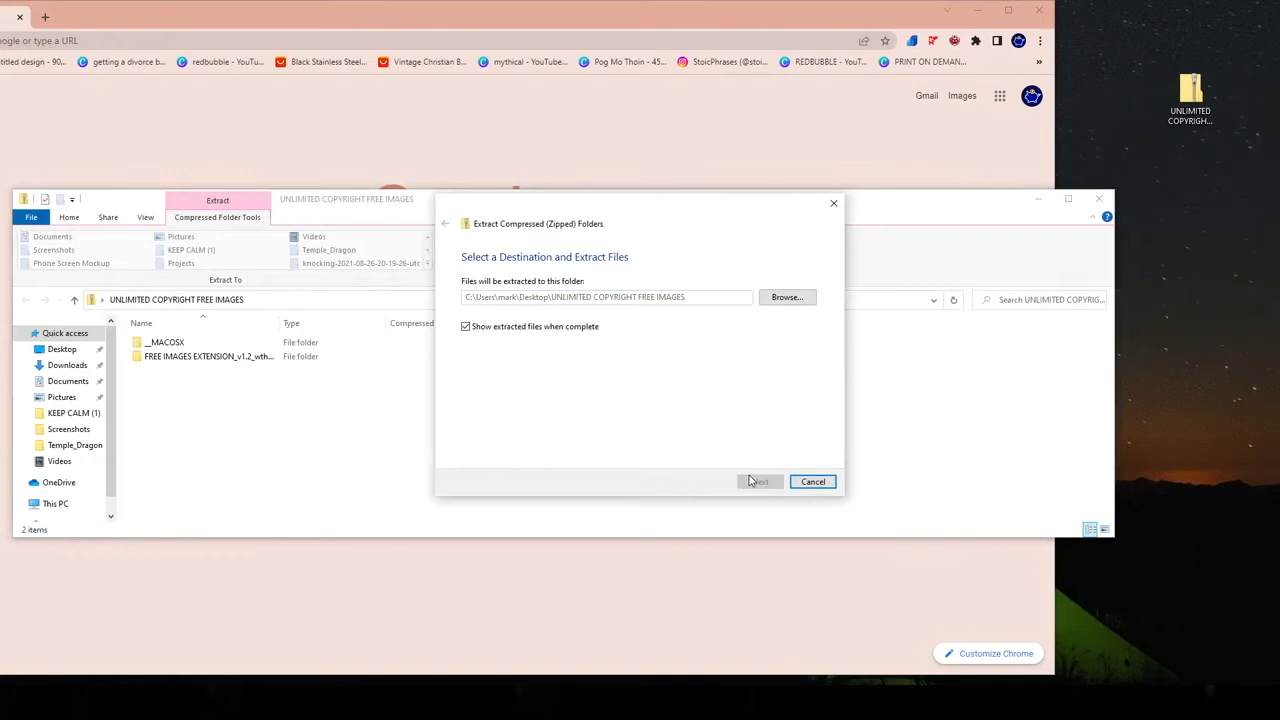 ogle or type a URL
titled design - 90...
getting a divorce b...
redbubble - YouTu...
Black Stainless Steel...
Vintage Christian B...
mythical - YouTube...
Pog Mo Thoin - 45...
StoicPhrases (@stoi...
REDBUBBLE - YouT...
PRINT ON DEMAN...
»
Gmail
Images
UNLIMITED
COPYRIGH...
Extract
UNLIMITED COPYRIGHT FREE IMAGES
File
Home
Share
View
Compressed Folder Tools
Documents
Pictures
Videos
Screenshots
KEEP CALM (1)
Temple_Dragon
Phone Screen Mockup
Projects
knocking-2021-08-26-20-19-26-utc
Extract To
UNLIMITED COPYRIGHT FREE IMAGES
Search UNLIMITED COPYRIG...
Name
Type
Compressed
__MACOSX
File folder
FREE IMAGES EXTENSION_v1.2_wth...
File folder
Quick access
Desktop
Downloads
Documents
Pictures
KEEP CALM (1)
Screenshots
Temple_Dragon
Videos
OneDrive
This PC
2 items
Extract Compressed (Zipped) Folders
Select a Destination and Extract Files
Files will be extracted to this folder:
C:\Users\mark\Desktop\UNLIMITED COPYRIGHT FREE IMAGES
Browse...
Show extracted files when complete
Cancel
Customize Chrome